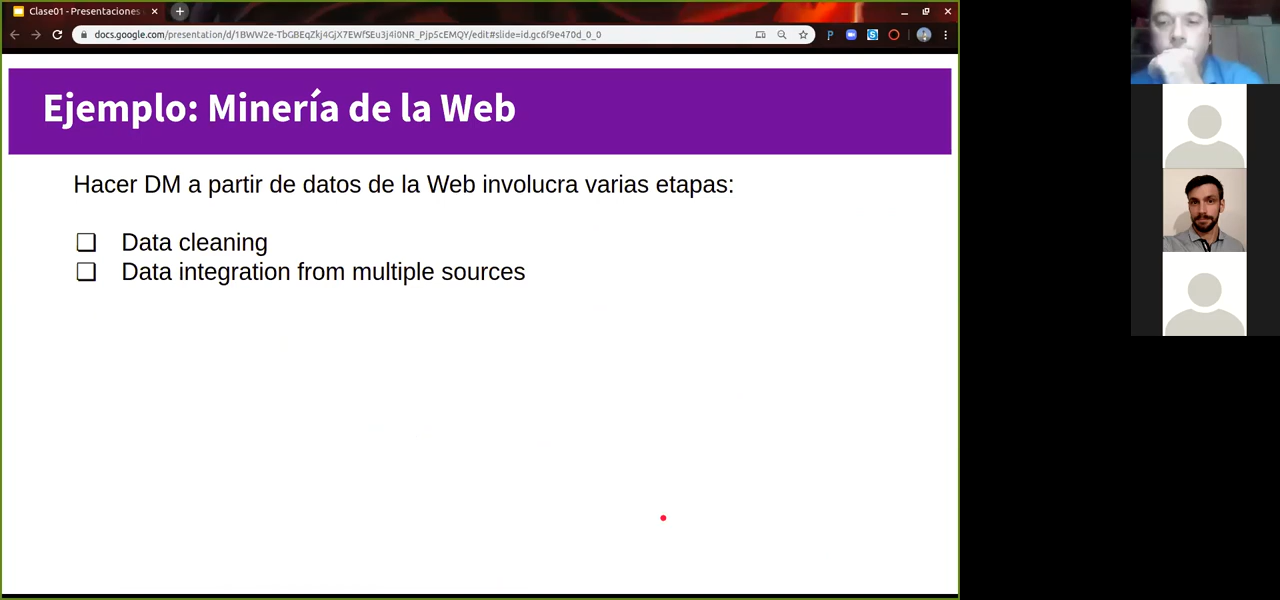 Clase01 - Presentaciones
docs.google.com/presentation/d/1BWW2e-TbGBEqZkj4GJX7EWfSEu3j4i0NR_Pjp5cEMQY/edit#slide=id.gc6f9e470d_0_0
Ejemplo: Minería de la Web
Hacer DM a partir de datos de la Web involucra varias etapas:
Data cleaning
Data integration from multiple sources